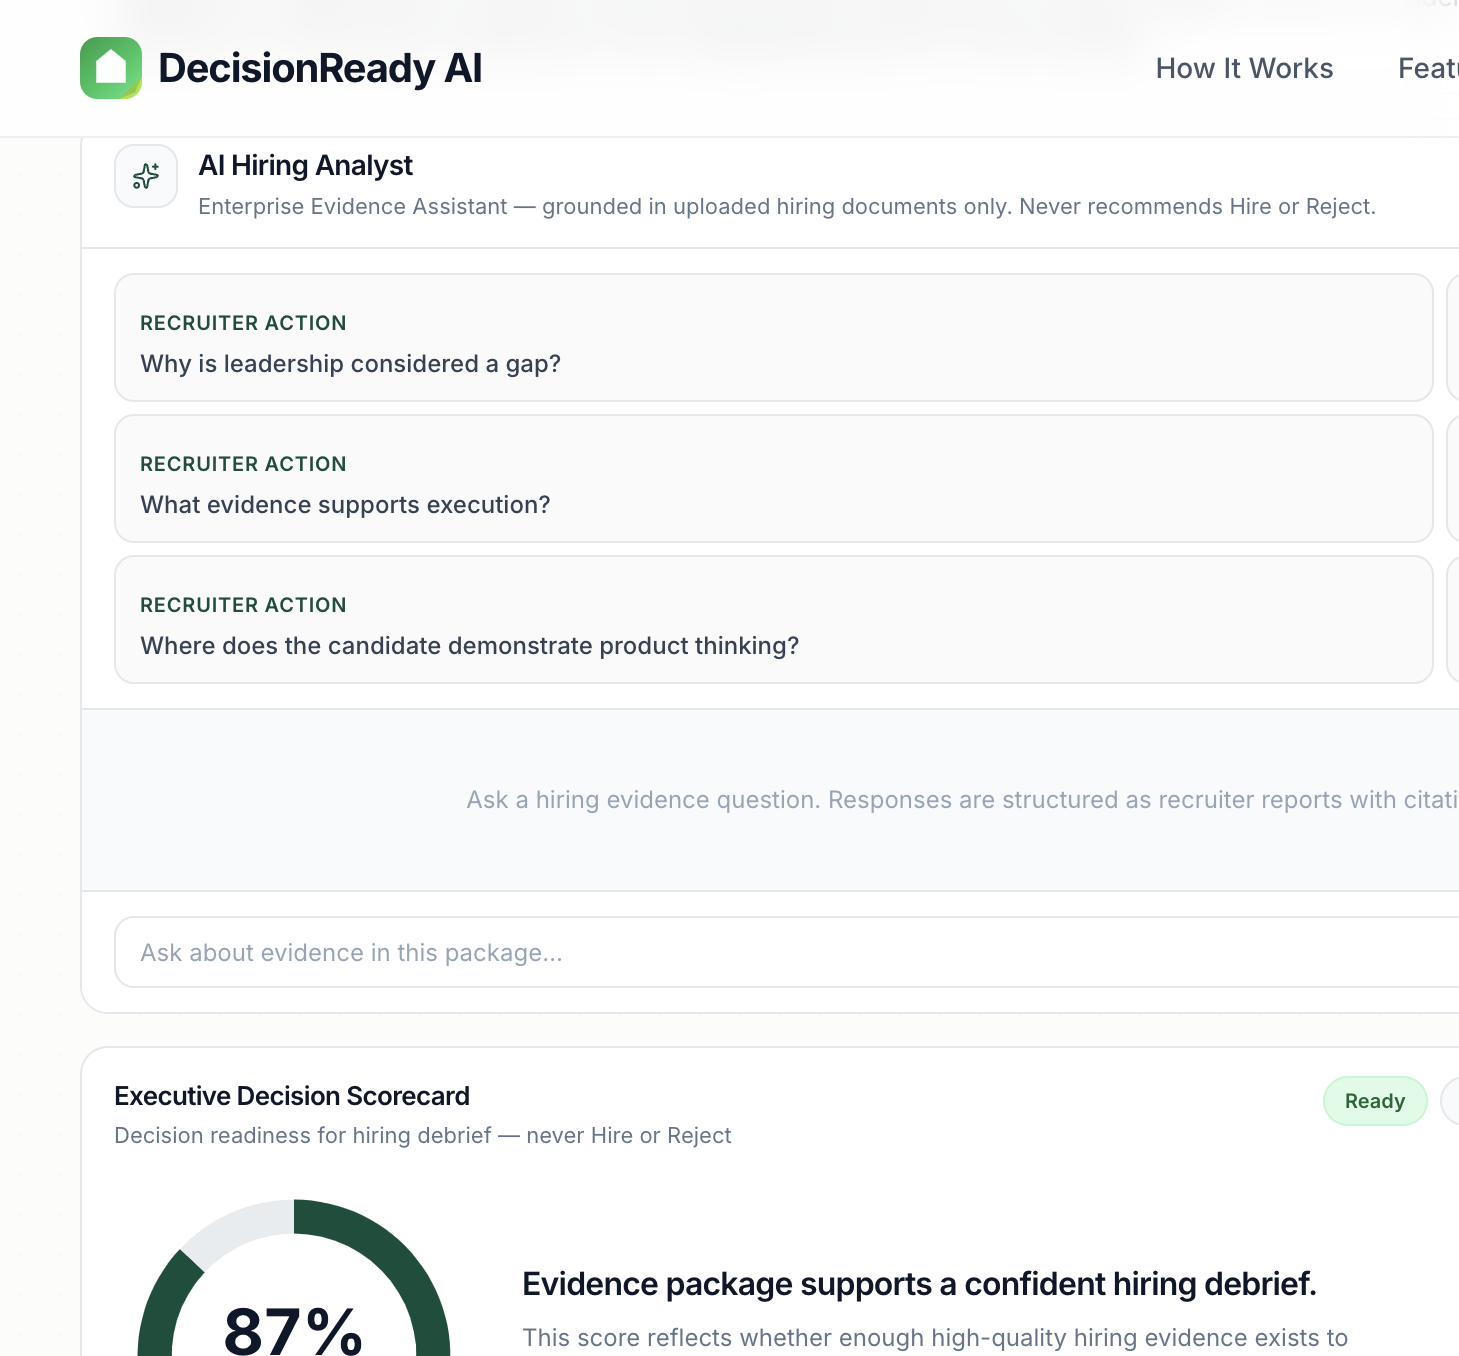 DecisionReady AI
How It Works
AI Hiring Analyst
Enterprise Evidence Assistant — grounded in uploaded hiring documents only. Never recommends Hire or Reject.
RECRUITER ACTION
Why is leadership considered a gap?
RECRUITER ACTION
What evidence supports execution?
RECRUITER ACTION
Where does the candidate demonstrate product thinking?
Ask a hiring evidence question. Responses are structured as recruiter reports with
Ask about evidence in this package...
Executive Decision Scorecard
Ready
Decision readiness for hiring debrief — never Hire or Reject
87%
Evidence package supports a confident hiring debrief.
This score reflects whether enough high-quality hiring evidence exists to